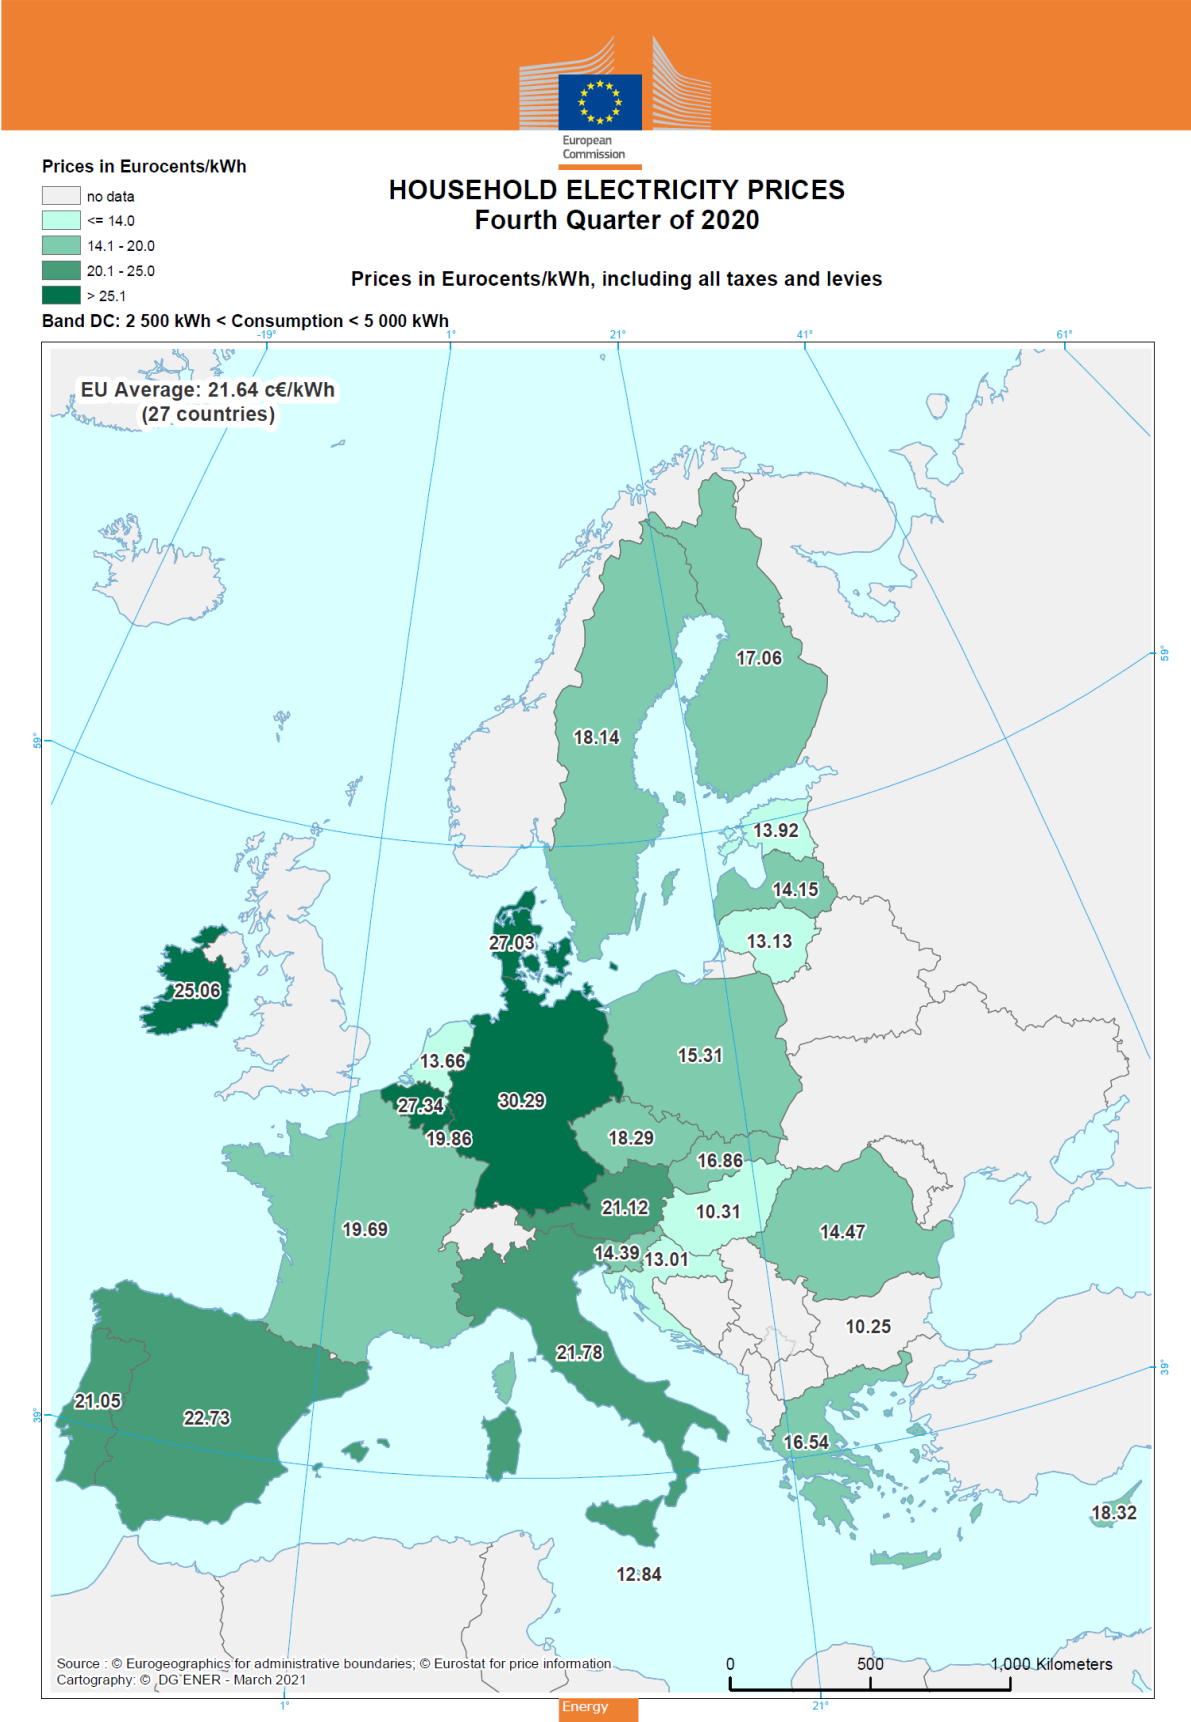 European
Commission
Prices in Eurocents/kWh
no data
<= 14.0
14.1 - 20.0
20.1 - 25.0
> 25.1
HOUSEHOLD ELECTRICITY PRICES
Fourth Quarter of 2020
Prices in Eurocents/kWh, including all taxes and levies
Band DC: 2 500 kWh < Consumption < 5 000 kWh
-19°
1°
21°
41°
61°
EU Average: 21.64 c€/kWh
(27 countries)
17.06
59°
18.14
59°
13.92
14.15
27.03
13.13
25.06
13.66
15.31
30.29
27.34
19.86
18.29
16.86
21.12
10.31
19.69
14.47
14.39
13.01
10.25
21.78
39°
21.05
22.73
39°
16.54
18.32
12.84
Source : © Eurogeographics for administrative boundaries; © Eurostat for price information
Cartography: © DG ENER - March 2021
0
500
1,000 Kilometers
1°
21°
Energy